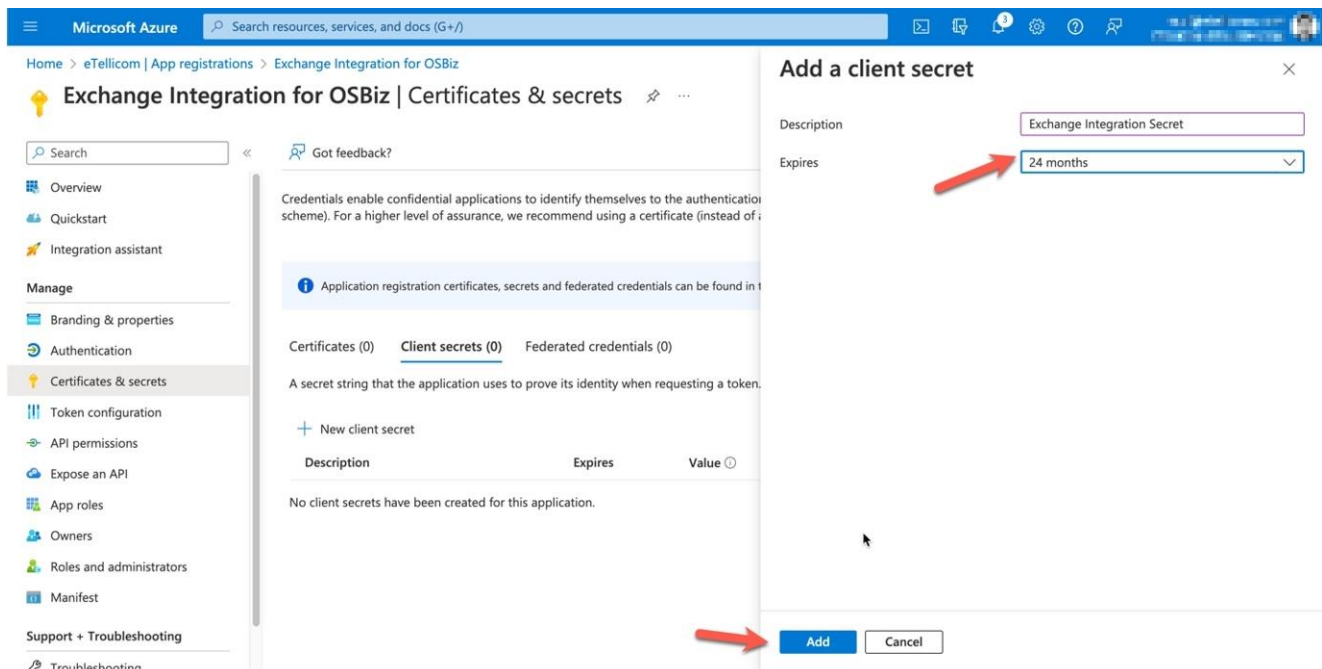 Microsoft Azure
Search resources, services, and docs (G+/)
3
Home > eTellicom | App registrations > Exchange Integration for OSBiz
Exchange Integration for OSBiz | Certificates & secrets
Search
Overview
Quickstart
Integration assistant
Manage
Branding & properties
Authentication
Certificates & secrets
Token configuration
API permissions
Expose an API
App roles
Owners
Roles and administrators
Manifest
Support + Troubleshooting
Troubleshooting
Got feedback?
Credentials enable confidential applications to identify themselves to the authentication
scheme). For a higher level of assurance, we recommend using a certificate (instead of a
Application registration certificates, secrets and federated credentials can be found in t
Certificates (0) Client secrets (0) Federated credentials (0)
A secret string that the application uses to prove its identity when requesting a token.
New client secret
Description Expires Value
No client secrets have been created for this application.
Add a client secret
Description Exchange Integration Secret
Expires 24 months
Add Cancel